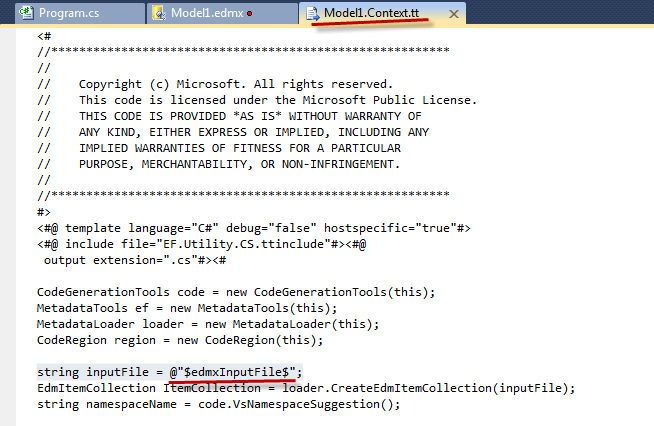 Program.cs Model1.edmx Model1.Context.tt
<#
//*********************************************************
//
//    Copyright (c) Microsoft. All rights reserved.
//    This code is licensed under the Microsoft Public License.
//    THIS CODE IS PROVIDED *AS IS* WITHOUT WARRANTY OF
//    ANY KIND, EITHER EXPRESS OR IMPLIED, INCLUDING ANY
//    IMPLIED WARRANTIES OF FITNESS FOR A PARTICULAR
//    PURPOSE, MERCHANTABILITY, OR NON-INFRINGEMENT.
//
//*********************************************************
#>
<#@ template language="C#" debug="false" hostspecific="true"#>
<#@ include file="EF.Utility.CS.ttinclude"#><#@
 output extension=".cs"#><#
CodeGenerationTools code = new CodeGenerationTools(this);
MetadataTools ef = new MetadataTools(this);
MetadataLoader loader = new MetadataLoader(this);
CodeRegion region = new CodeRegion(this);
string inputFile = @"$edmxInputFile$";
EdmItemCollection ItemCollection = loader.CreateEdmItemCollection(inputFile);
string namespaceName = code.VsNamespaceSuggestion();